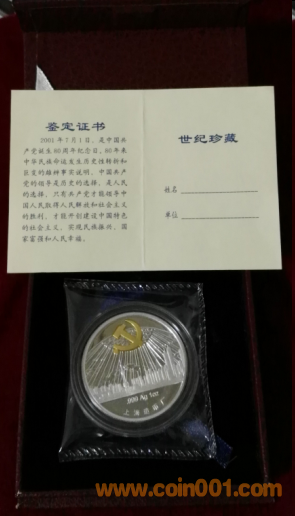 鉴定证书
2001年7月1日,是中国共
产党诞生80周年纪念日。80年来
中华民族命运发生历史性转折和
巨变的雄辩事实说明,中国共产
党的领导是历史的选择,是人民
的选择,只有共产党才能领导中
国人民取得人民解放和社会主义
的胜利,才能开创建设中国特色
的社会主义,实现民族振兴、国
家富强和人民幸福。
世纪珍藏
姓名
单位
.999 Ag 1oz
上海造币厂
www.coin001.com